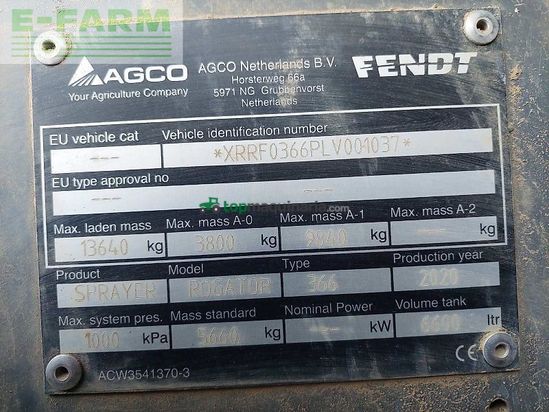 E-FARM
AGCO
Your Agriculture Company
AGCO Netherlands B.V.
Horsterweg 66a
5971 NG Grubbenvorst
Netherlands
FENDT
EU vehicle cat
---
Vehicle identification number
*XRRF0366PLV001037*
EU type approval no
---
Max. laden mass
13640 kg
Max. mass A-0
3800 kg
Max. mass A-1
9840 kg
Max. mass A-2
--- kg
Product
SPRAYER
Model
ROGATOR
Type
366
Production year
2020
Max. system pres.
1000 kPa
Mass standard
5660 kg
Nominal Power
--- kW
Volume tank
6600 ltr
ACW3541370-3
CE